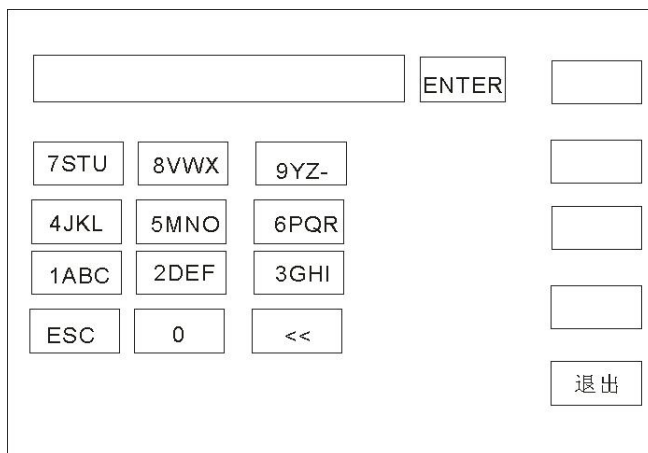 ENTER
7STU 8VWX 9YZ-
4JKL 5MNO 6PQR
1ABC 2DEF 3GHI
ESC 0 <<
退出